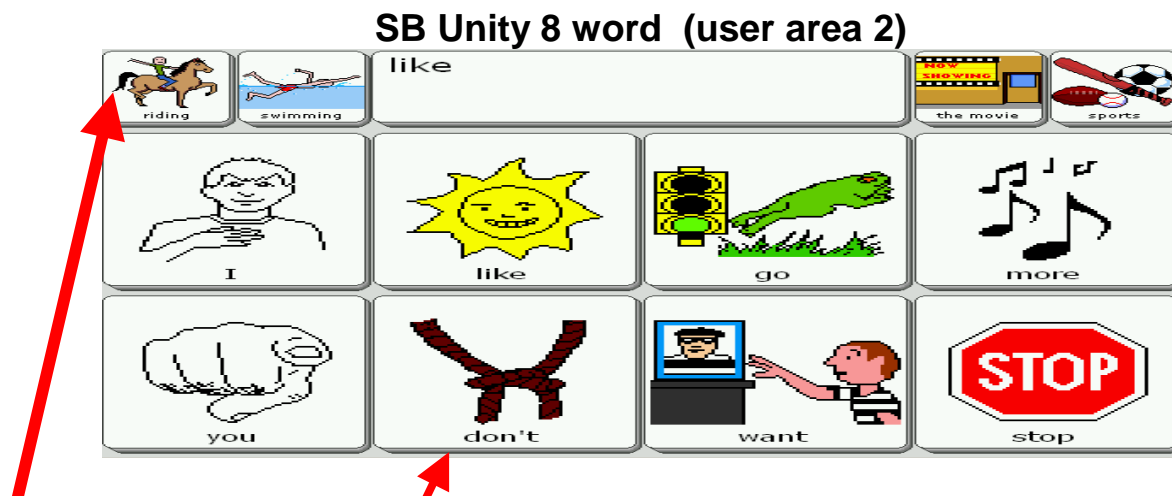 SB Unity 8 word (user area 2)
like
NOW
SHOWING
riding swimming the movie sports
I like go more
STOP
you don't want stop